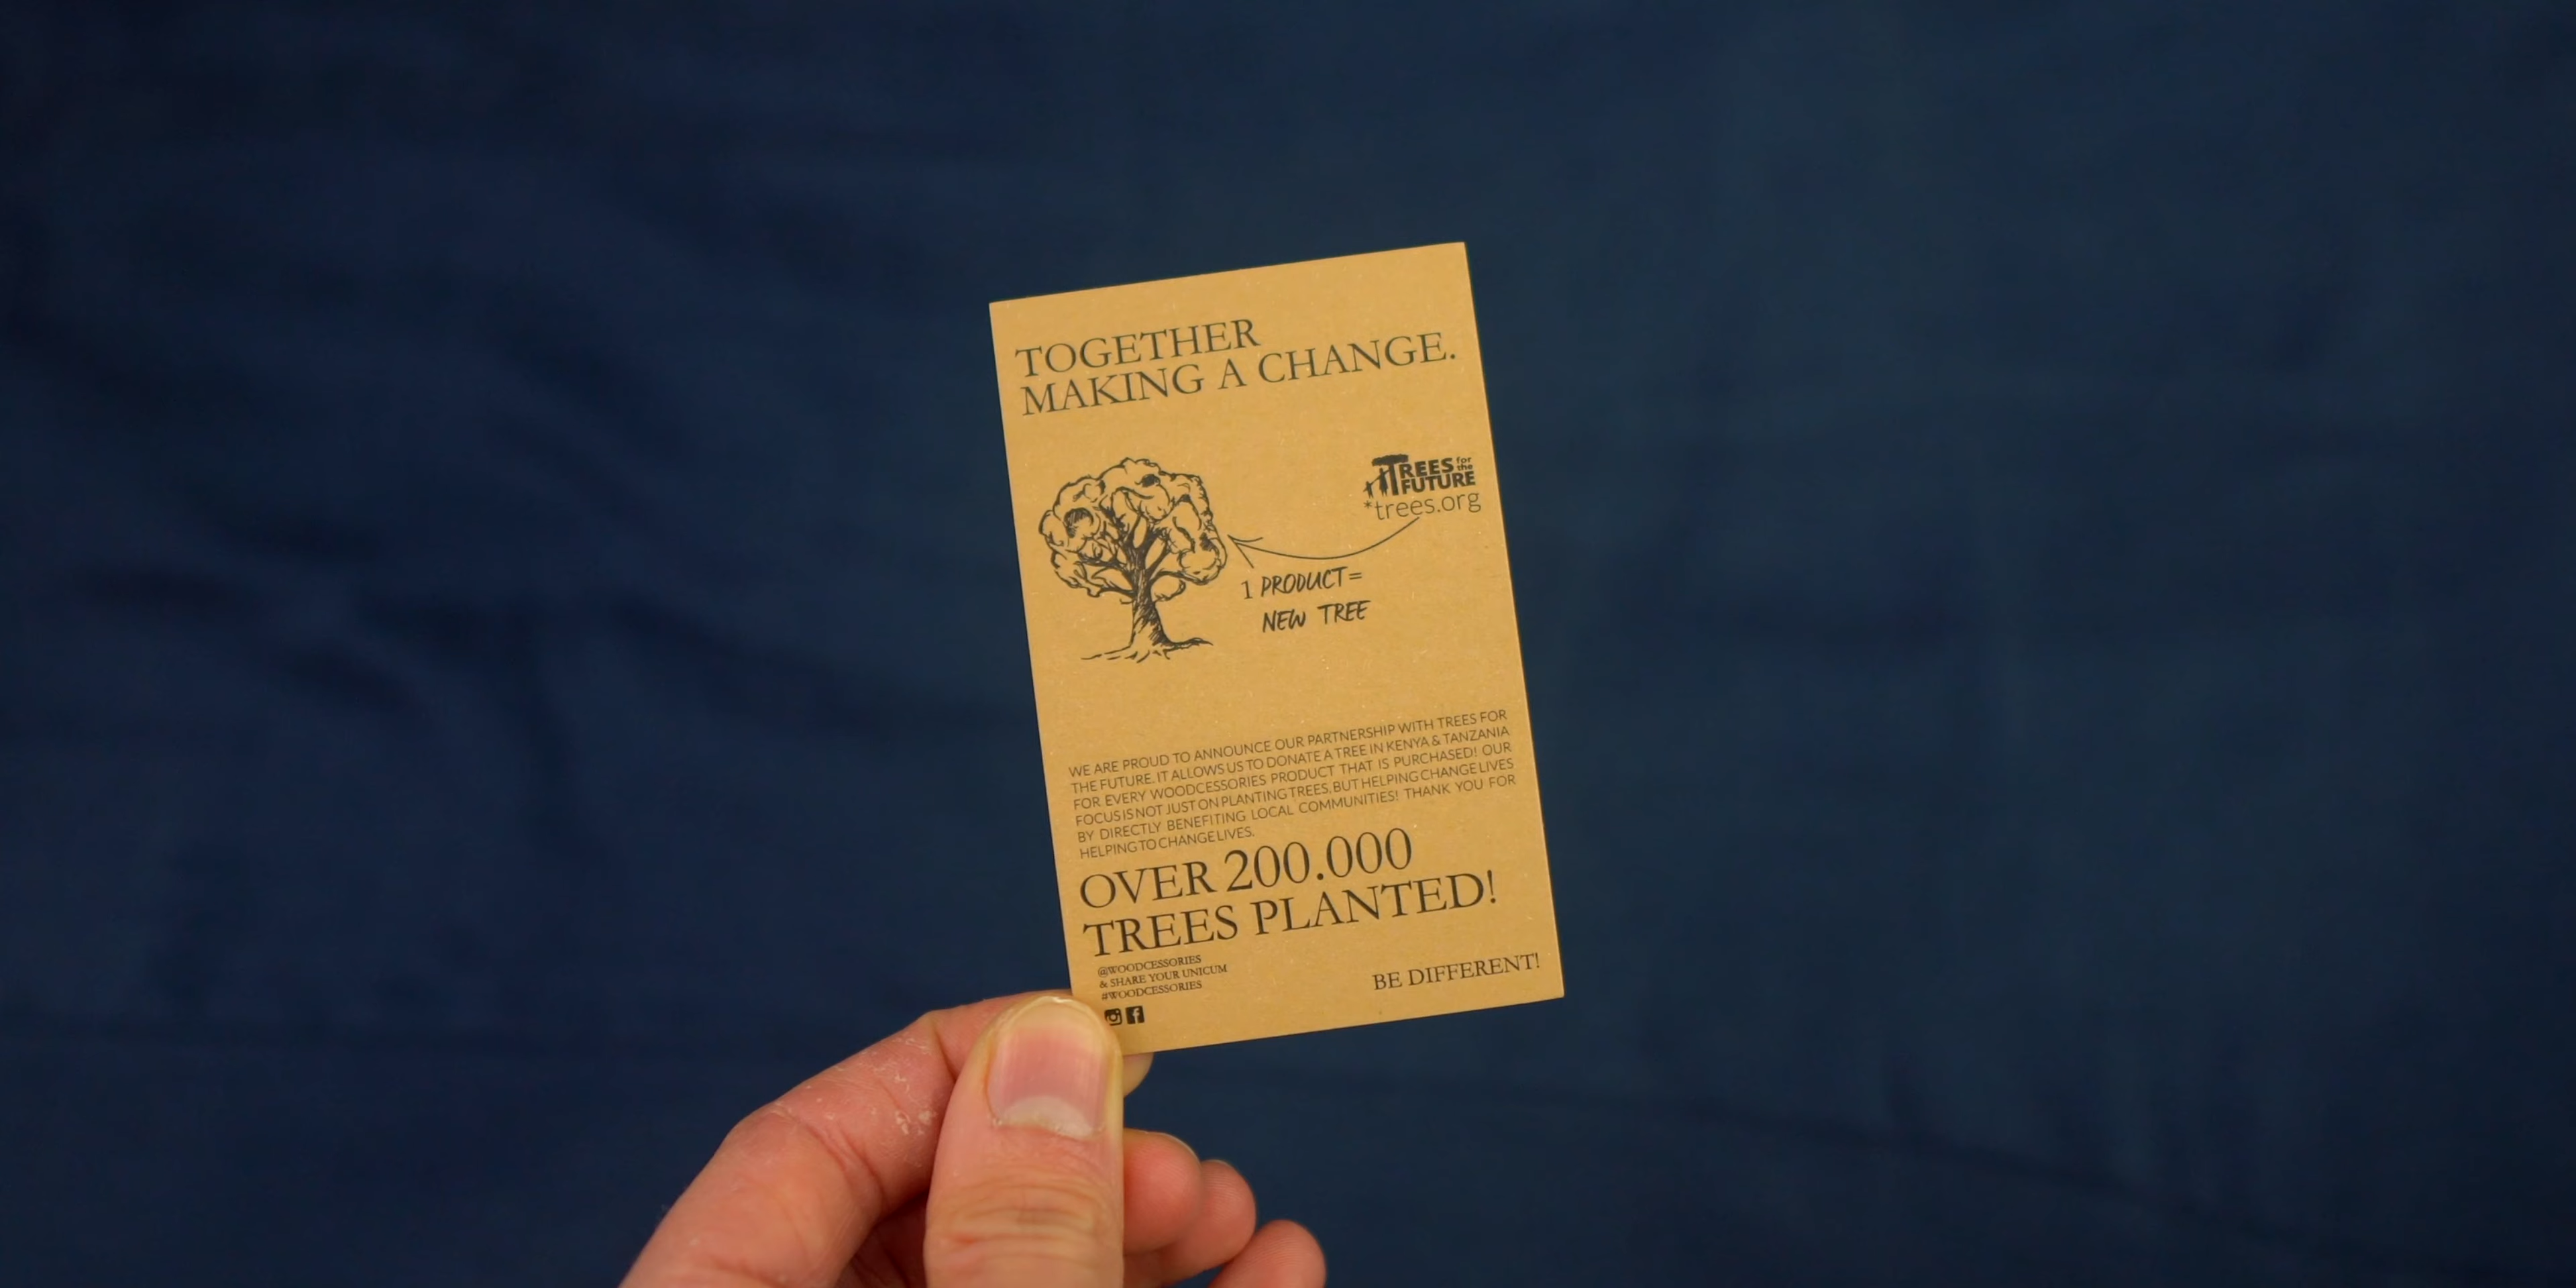 TOGETHER
MAKING A CHANGE.
TREES for the FUTURE
*trees.org
1 PRODUCT =
NEW TREE
WE ARE PROUD TO ANNOUNCE OUR PARTNERSHIP WITH TREES FOR
THE FUTURE. IT ALLOWS US TO DONATE A TREE IN KENYA & TANZANIA
FOR EVERY WOODCESSORIES PRODUCT THAT IS PURCHASED! OUR
FOCUS IS NOT JUST ON PLANTING TREES, BUT HELPING CHANGE LIVES
BY DIRECTLY BENEFITING LOCAL COMMUNITIES! THANK YOU FOR
HELPING TO CHANGE LIVES.
OVER 200.000
TREES PLANTED!
@WOODCESSORIES
& SHARE YOUR UNICUM
#WOODCESSORIES
BE DIFFERENT!